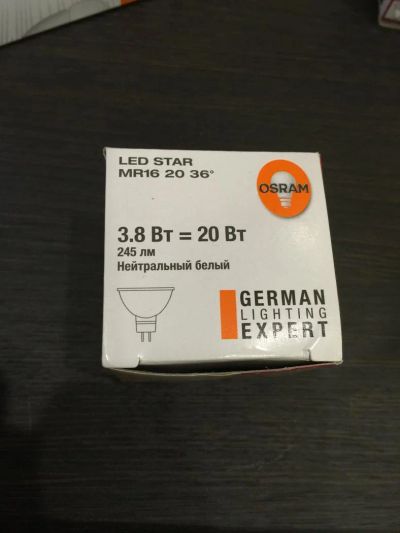 LED STAR
MR16 20 36°
OSRAM
3.8 Вт = 20 Вт
245 лм
Нейтральный белый
GERMAN
LIGHTING
EXPERT